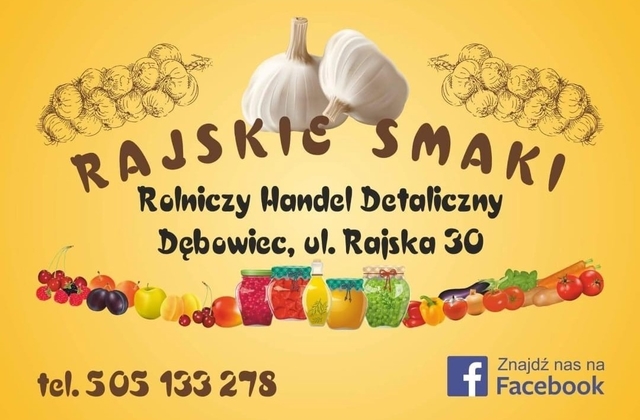 RAJSKIE SMAKI
Rolniczy Handel Detaliczny
Dębowiec, ul. Rajska 30
tel. 505 133 278
f Znajdź nas na
Facebook